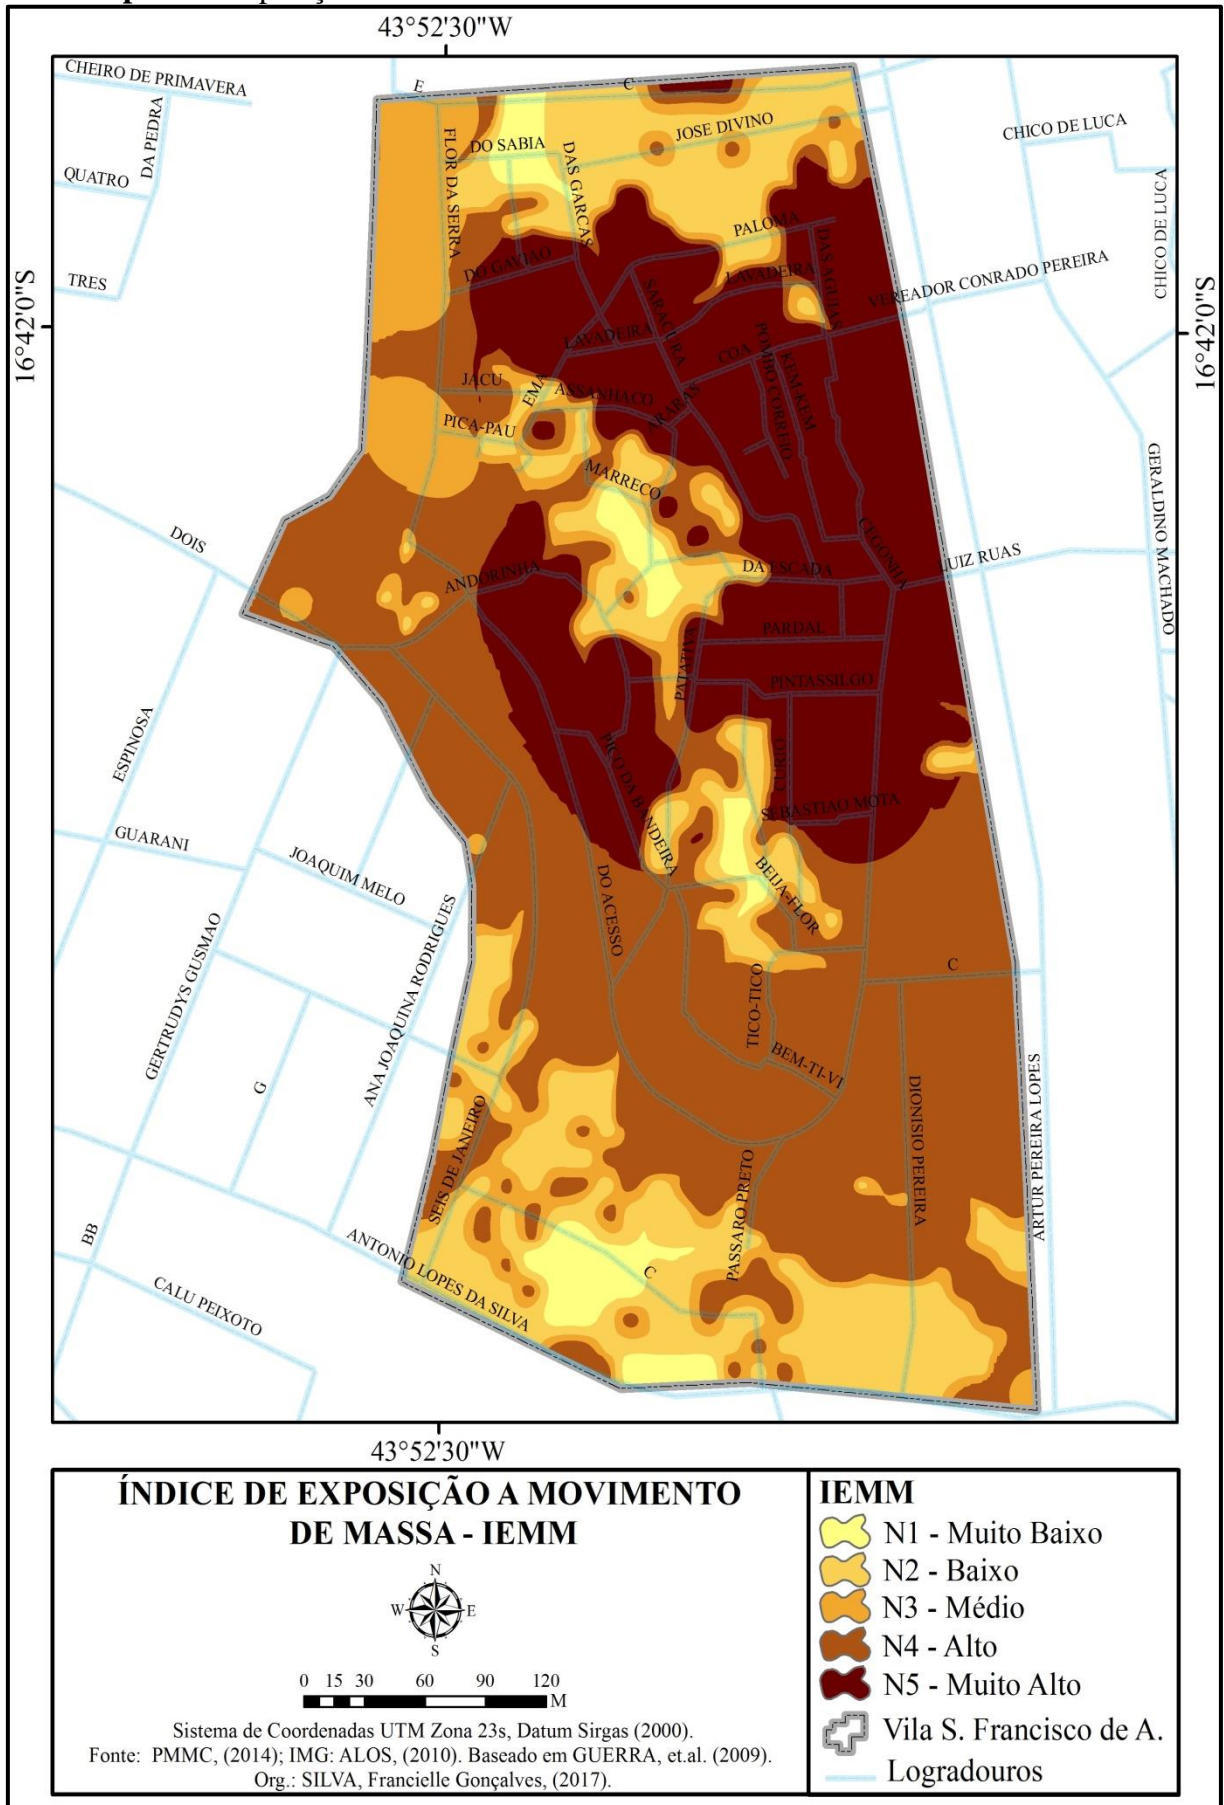 43°52'30"W
CHEIRO DE PRIMAVERA
DA PEDRA
QUATRO
TRES
E
C
FLOR DA SERRA
DO SABIA
DAS GARCAS
JOSE DIVINO
CHICO DE LUCA
CHICO DE LUCA
PALOMA
DAS AGUIAS
DO GAVIAO
LAVADEIRA
VEREADOR CONRADO PEREIRA
16°42'0"S
16°42'0"S
SARACURA
LAVADEIRA
COA
POMBO CORREIO
KEM KEM
JACU
EMA
ASSANHACO
ARARAS
PICA-PAU
MARRECO
GERALDINO MACHADO
DOIS
ANDORINHA
DA ESCADA
CEGONHA
LUIZ RUAS
PARDAL
PATATIVA
PINTASSILGO
ESPINOSA
PICO DA BANDEIRA
CURIO
SEBASTIAO MOTA
GUARANI
JOAQUIM MELO
DO ACESSO
BEIJA-FLOR
GERTRUDYS GUSMAO
ANA JOAQUINA RODRIGUES
C
TICO-TICO
BEM-TI-VI
G
SEIS DE JANEIRO
DIONISIO PEREIRA
ARTUR PEREIRA LOPES
PASSARO PRETO
BB
ANTONIO LOPES DA SILVA
C
CALU PEIXOTO
43°52'30"W
ÍNDICE DE EXPOSIÇÃO A MOVIMENTO
DE MASSA - IEMM
N
W
E
S
0 15 30 60 90 120
M
Sistema de Coordenadas UTM Zona 23s, Datum Sirgas (2000).
Fonte: PMMC, (2014); IMG: ALOS, (2010). Baseado em GUERRA, et.al. (2009).
Org.: SILVA, Francielle Gonçalves, (2017).
IEMM
N1 - Muito Baixo
N2 - Baixo
N3 - Médio
N4 - Alto
N5 - Muito Alto
Vila S. Francisco de A.
Logradouros